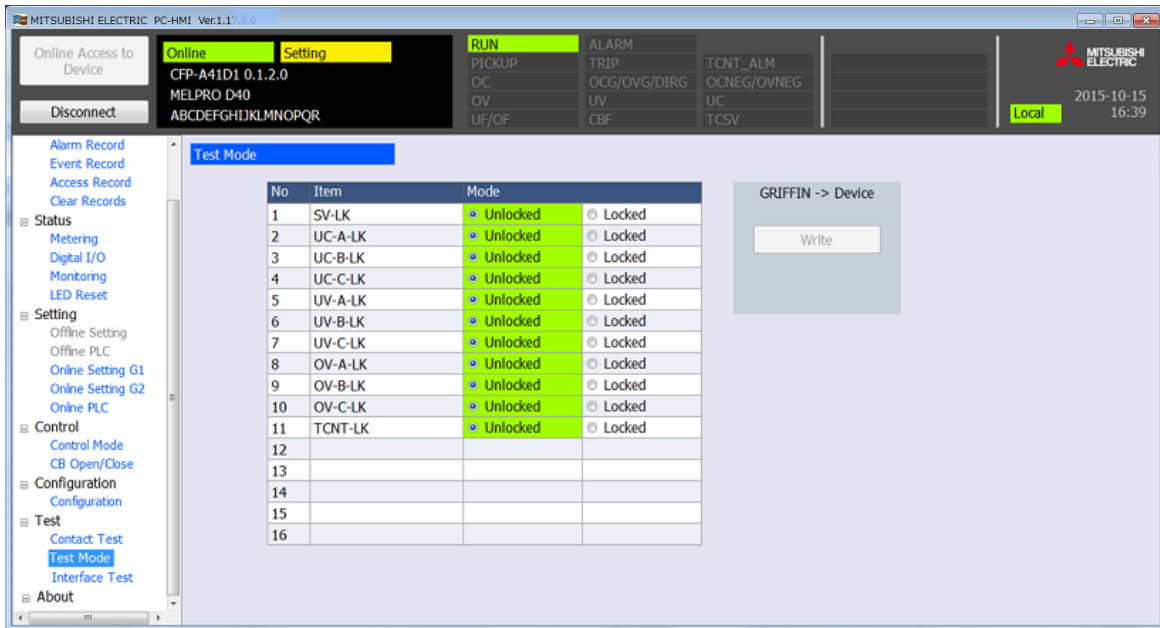 MITSUBISHI ELECTRIC PC-HMI Ver.1.17.0.0
Online Access to Device
Disconnect
Online Setting
CFP-A41D1 0.1.2.0
MELPRO D40
ABCDEFGHIJKLMNOPQR
RUN ALARM
PICKUP TRIP TCNT_ALM
OC OCG/OVG/DIRG OCNEG/OVNEG
OV UV UC
UF/OF CBF TCSV
MITSUBISHI
ELECTRIC
2015-10-15
Local 16:39
Alarm Record
Event Record
Access Record
Clear Records
Status
Metering
Digital I/O
Monitoring
LED Reset
Setting
Offline Setting
Offline PLC
Online Setting G1
Online Setting G2
Online PLC
Control
Control Mode
CB Open/Close
Configuration
Configuration
Test
Contact Test
Test Mode
Interface Test
About
Test Mode
No Item Mode
1 SV-LK Unlocked Locked
2 UC-A-LK Unlocked Locked
3 UC-B-LK Unlocked Locked
4 UC-C-LK Unlocked Locked
5 UV-A-LK Unlocked Locked
6 UV-B-LK Unlocked Locked
7 UV-C-LK Unlocked Locked
8 OV-A-LK Unlocked Locked
9 OV-B-LK Unlocked Locked
10 OV-C-LK Unlocked Locked
11 TCNT-LK Unlocked Locked
12
13
14
15
16
GRIFFIN -> Device
Write